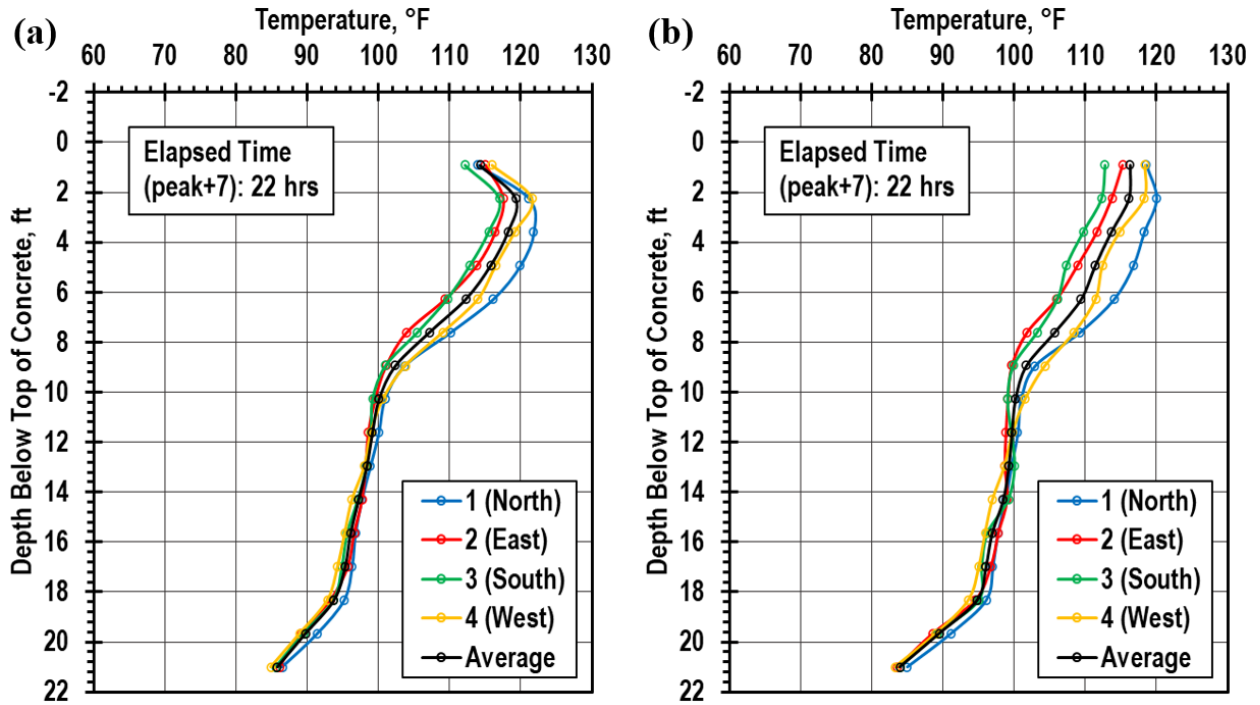 (a)
Temperature, °F
60 70 80 90 100 110 120 130
-2
0
2
4
6
8
10
12
14
16
18
20
22
Depth Below Top of Concrete, ft
Elapsed Time
(peak+7): 22 hrs
1 (North)
2 (East)
3 (South)
4 (West)
Average
(b)
Temperature, °F
60 70 80 90 100 110 120 130
-2
0
2
4
6
8
10
12
14
16
18
20
22
Depth Below Top of Concrete, ft
Elapsed Time
(peak+7): 22 hrs
1 (North)
2 (East)
3 (South)
4 (West)
Average